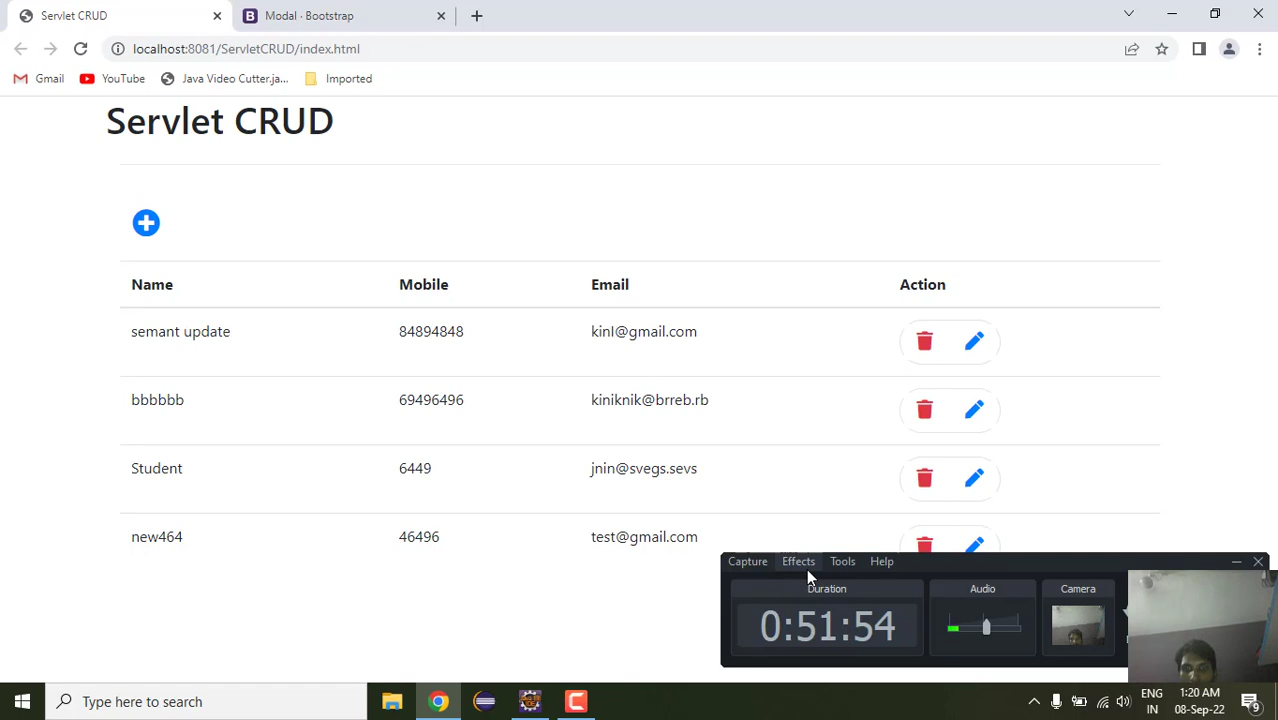 Servlet CRUD
Modal · Bootstrap
localhost:8081/ServletCRUD/index.html
Gmail
YouTube
Java Video Cutter.ja...
Imported
Servlet CRUD
Name Mobile Email Action
semant update 84894848 kinI@gmail.com
bbbbbb 69496496 kiniknik@brreb.rb
Student 6449 jnin@svegs.sevs
new464 46496 test@gmail.com
Capture Effects Tools Help
Duration Audio Camera
0:51:54
Type here to search
ENG 1:20 AM
IN 08-Sep-22
9